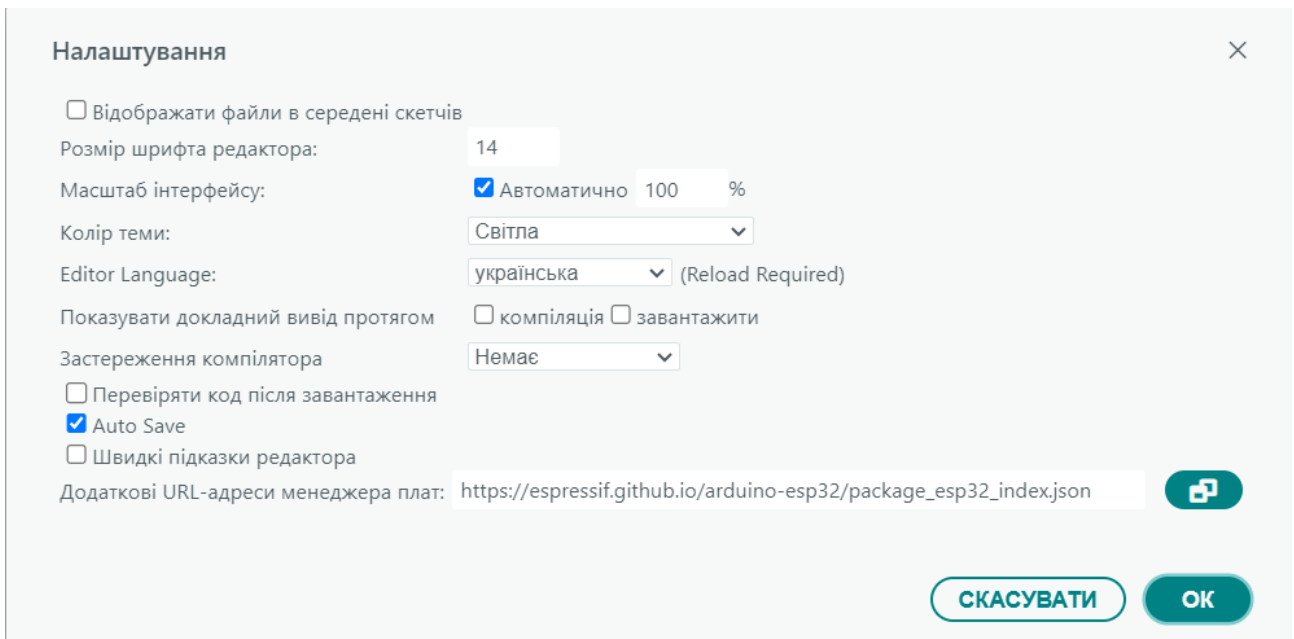 Налаштування
Відображати файли в середені скетчів
Розмір шрифта редактора: 14
Масштаб інтерфейсу: Автоматично 100 %
Колір теми: Світла
Editor Language: українська (Reload Required)
Показувати докладний вивід протягом компіляція завантажити
Застереження компілятора Немає
Перевіряти код після завантаження
Auto Save
Швидкі підказки редактора
Додаткові URL-адреси менеджера плат: https://espressif.github.io/arduino-esp32/package_esp32_index.json
СКАСУВАТИ ОК